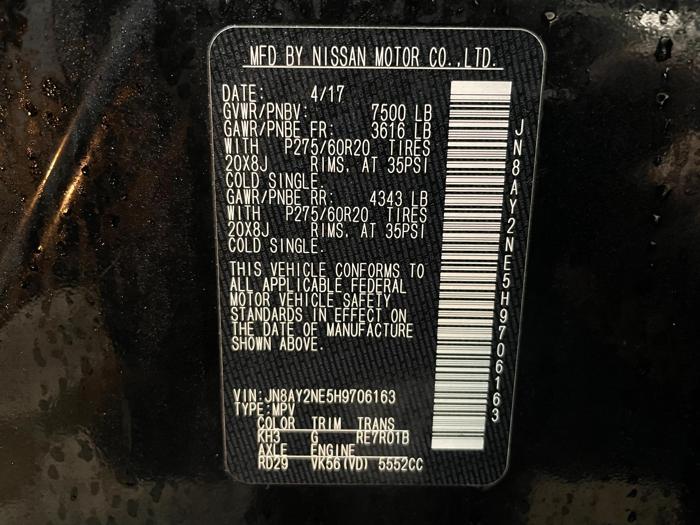 MFD BY NISSAN MOTOR CO.,LTD.
DATE: 4/17
GVWR/PNBV: 7500 LB
GAWR/PNBE FR: 3616 LB
WITH P275/60R20 TIRES
20X8J RIMS, AT 35PSI
COLD SINGLE.
GAWR/PNBE RR: 4343 LB
WITH P275/60R20 TIRES
20X8J RIMS, AT 35PSI
COLD SINGLE.
THIS VEHICLE CONFORMS TO
ALL APPLICABLE FEDERAL
MOTOR VEHICLE SAFETY
STANDARDS IN EFFECT ON
THE DATE OF MANUFACTURE
SHOWN ABOVE.
VIN:JN8AY2NE5H9706163
TYPE:MPV
COLOR TRIM TRANS
KH3 G RE7R01B
AXLE ENGINE
RD29 VK56(VD) 5552CC
JN8AY2NE5H9706163